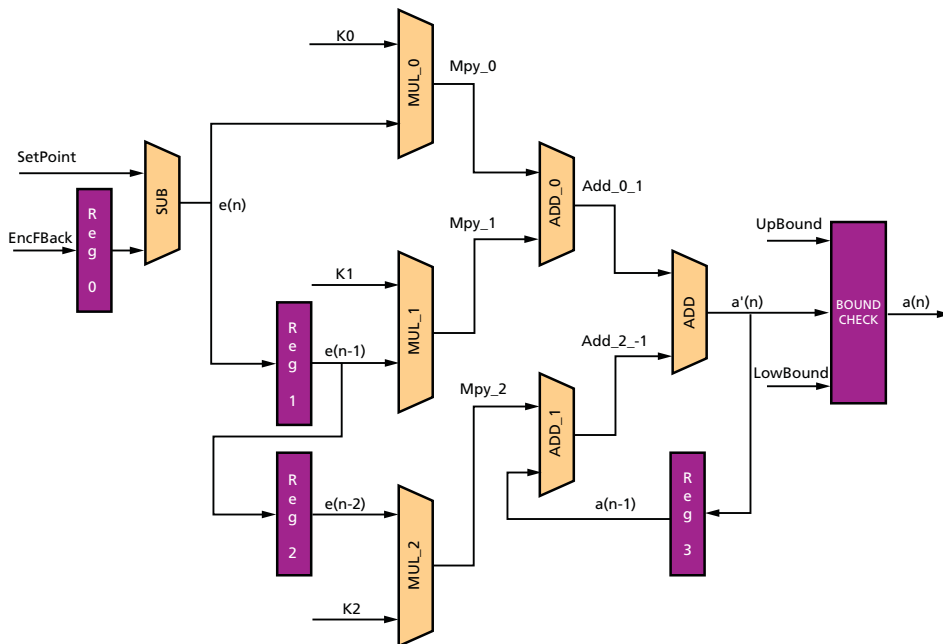 K0
MUL_0
Mpy_0
SetPoint
SUB
ADD_0
Add_0_1
Reg 0
e(n)
EncFBack
Mpy_1
UpBound
K1
MUL_1
ADD
a'(n)
BOUND
CHECK
a(n)
Reg 1
e(n-1)
Add_2_-1
LowBound
Mpy_2
ADD_1
Reg 2
e(n-2)
MUL_2
a(n-1)
Reg 3
K2